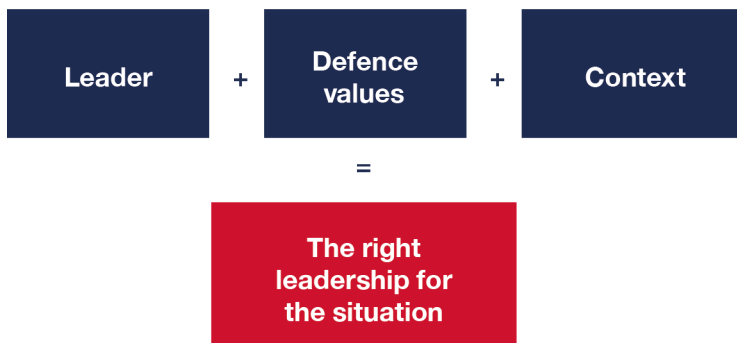 Leader + Defence values + Context
=
The right
leadership for
the situation